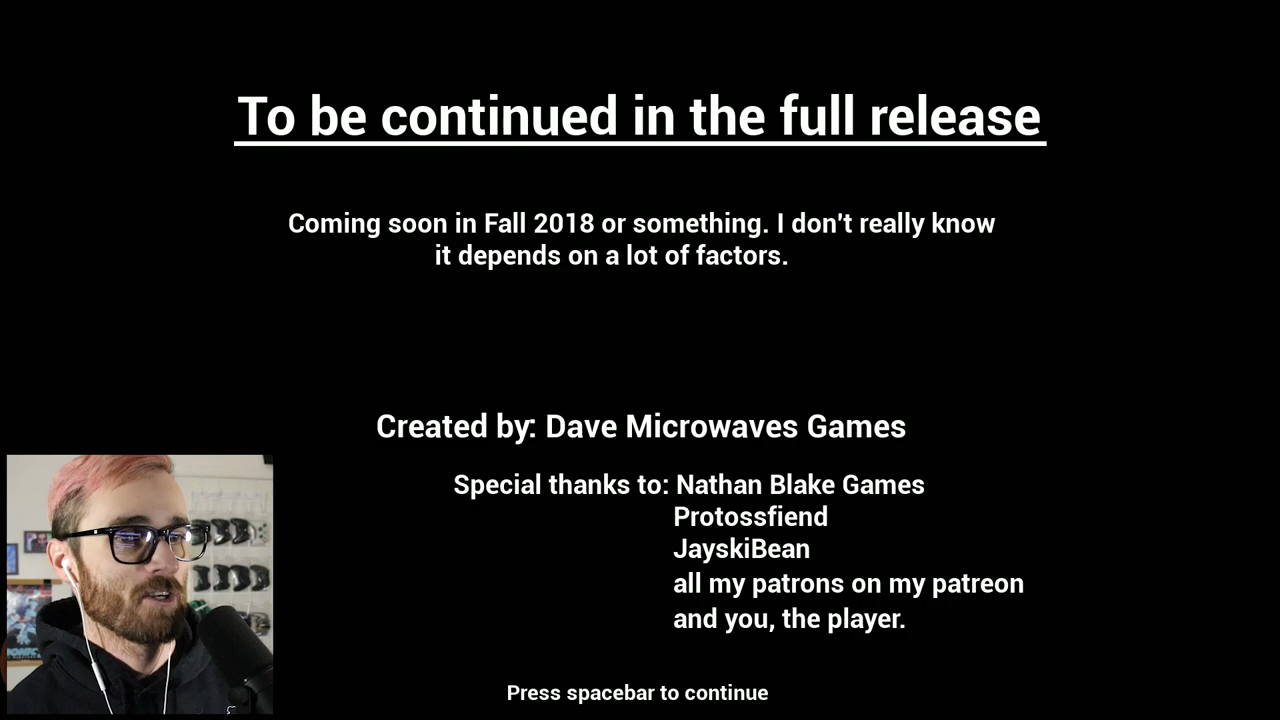 To be continued in the full release
Coming soon in Fall 2018 or something. I don't really know
it depends on a lot of factors.
Created by: Dave Microwaves Games
Special thanks to: Nathan Blake Games
Protossfiend
JayskiBean
all my patrons on my patreon
and you, the player.
Press spacebar to continue